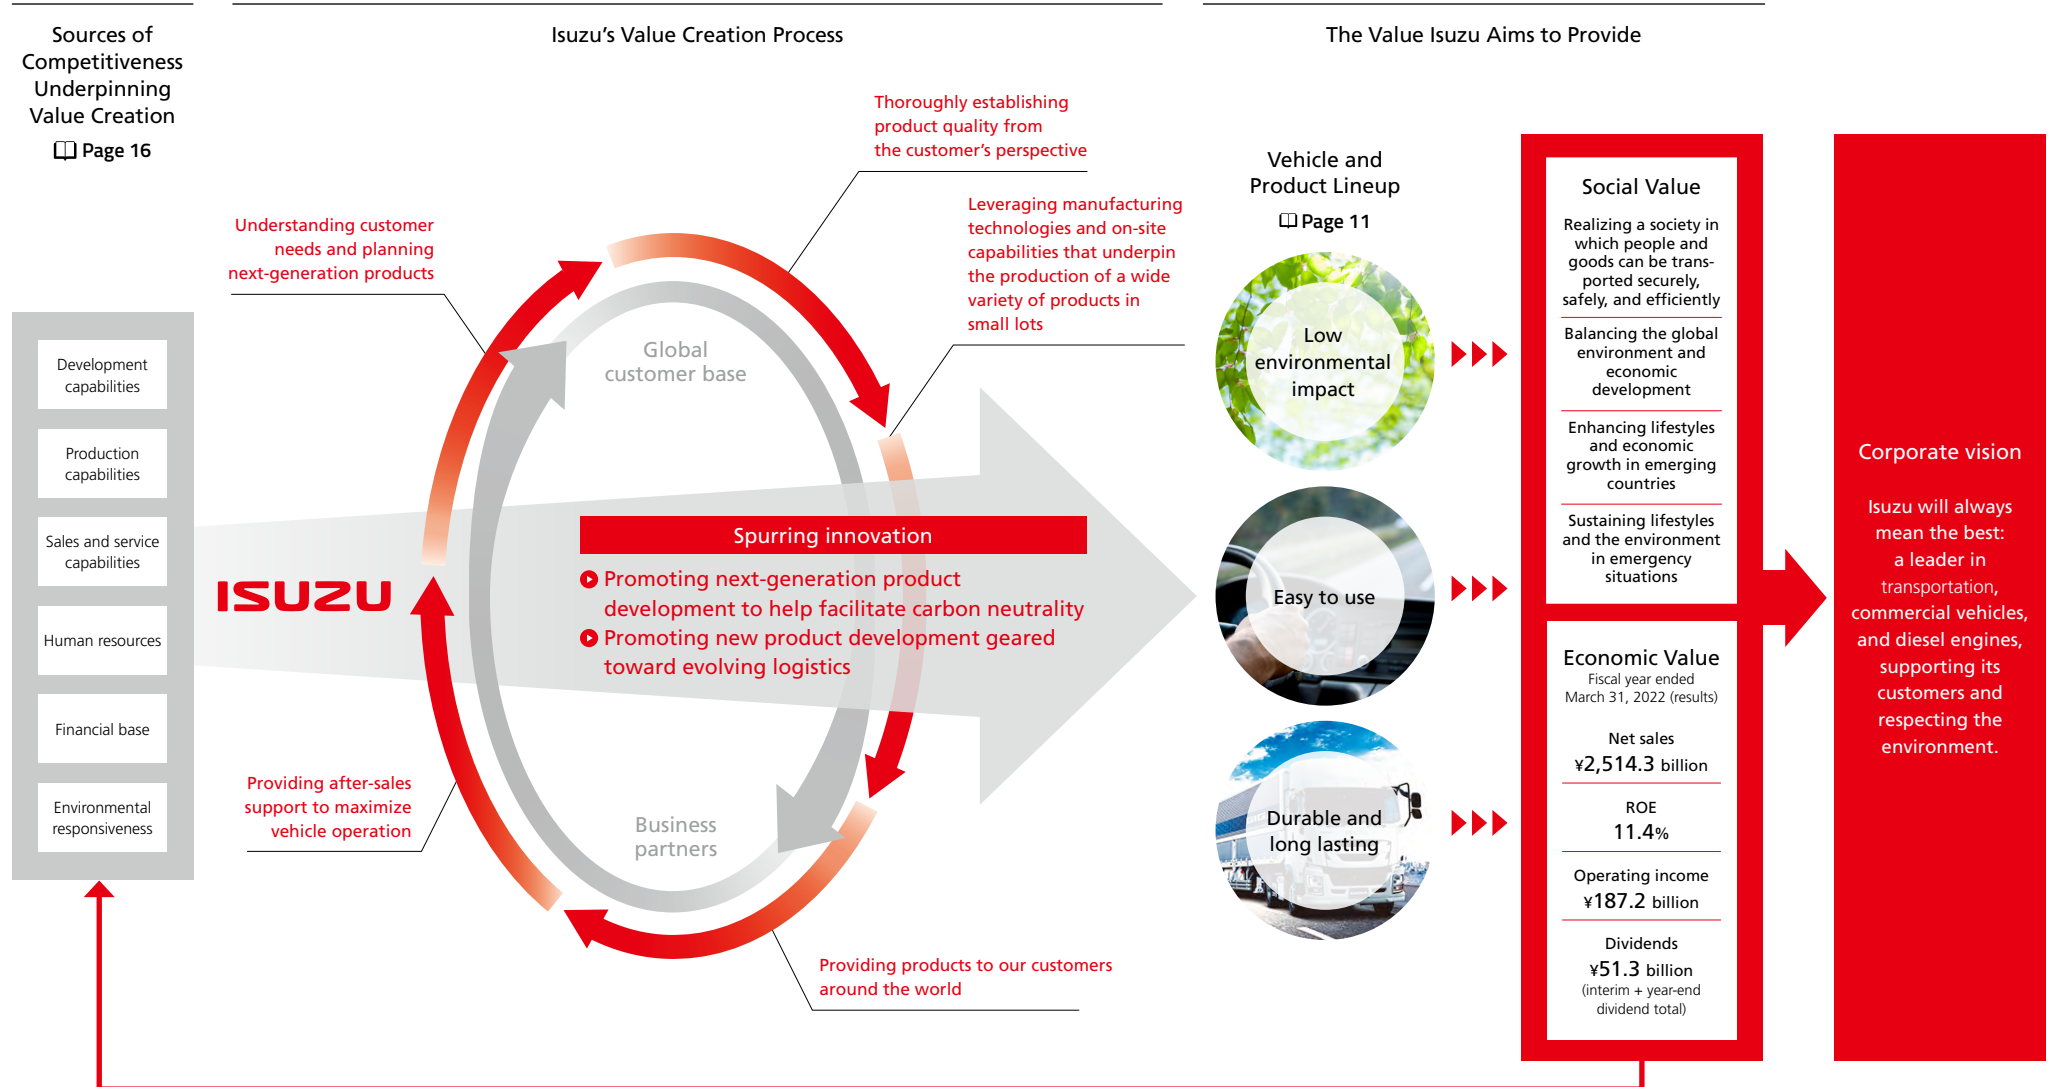 Sources of
Competitiveness
Underpinning
Value Creation
Page 16
Development
capabilities
Production
capabilities
Sales and service
capabilities
Human resources
Financial base
Environmental
responsiveness
Isuzu’s Value Creation Process
Understanding customer
needs and planning
next-generation products
Thoroughly establishing
product quality from
the customer’s perspective
Leveraging manufacturing
technologies and on-site
capabilities that underpin
the production of a wide
variety of products in
small lots
Global
customer base
ISUZU
Spurring innovation
Promoting next-generation product
development to help facilitate carbon neutrality
Promoting new product development geared
toward evolving logistics
Business
partners
Providing after-sales
support to maximize
vehicle operation
Providing products to our customers
around the world
The Value Isuzu Aims to Provide
Vehicle and
Product Lineup
Page 11
Low
environmental
impact
Easy to use
Durable and
long lasting
Social Value
Realizing a society in
which people and
goods can be trans-
ported securely,
safely, and efficiently
Balancing the global
environment and
economic
development
Enhancing lifestyles
and economic
growth in emerging
countries
Sustaining lifestyles
and the environment
in emergency
situations
Economic Value
Fiscal year ended
March 31, 2022 (results)
Net sales
¥2,514.3 billion
ROE
11.4%
Operating income
¥187.2 billion
Dividends
¥51.3 billion
(interim + year-end
dividend total)
Corporate vision
Isuzu will always
mean the best:
a leader in
transportation,
commercial vehicles,
and diesel engines,
supporting its
customers and
respecting the
environment.